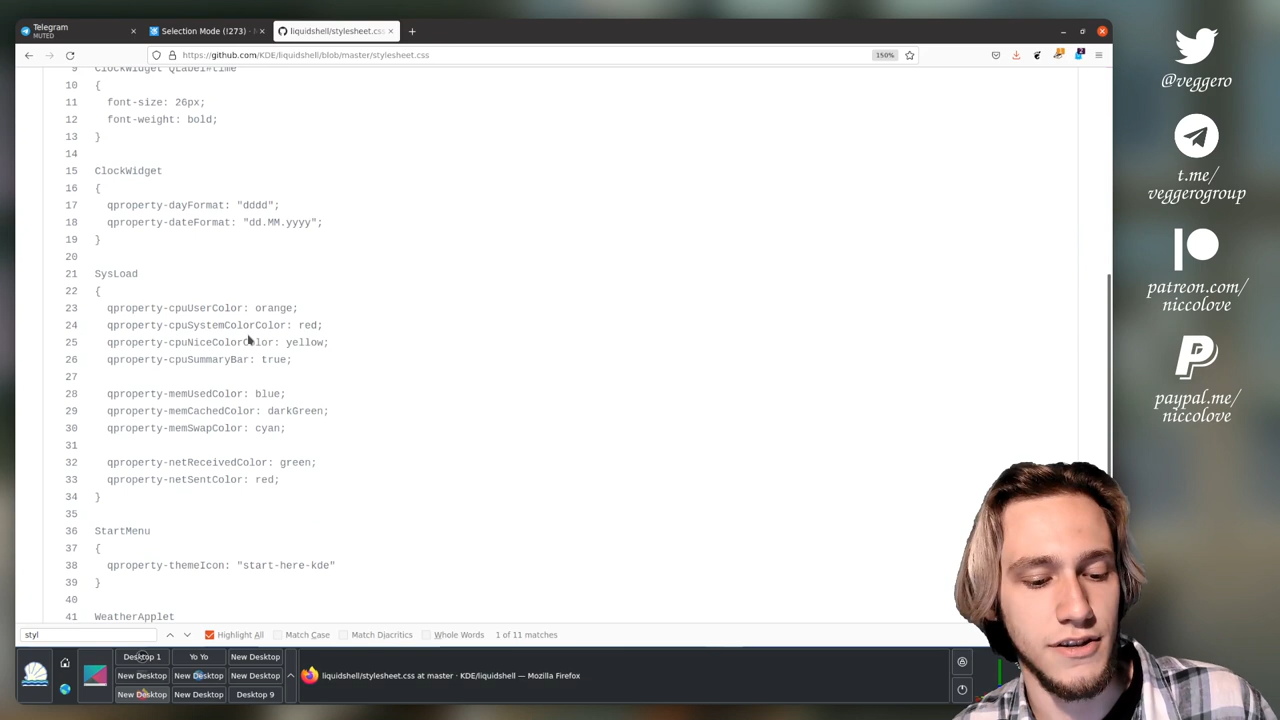 Telegram
MUTED
Selection Mode (!273) ·
liquidshell/stylesheet.css
https://github.com/KDE/liquidshell/blob/master/stylesheet.css
150%
9 ClockWidget QLabel#time
10 {
11 font-size: 26px;
12 font-weight: bold;
13 }
14
15 ClockWidget
16 {
17 qproperty-dayFormat: "dddd";
18 qproperty-dateFormat: "dd.MM.yyyy";
19 }
20
21 SysLoad
22 {
23 qproperty-cpuUserColor: orange;
24 qproperty-cpuSystemColorColor: red;
25 qproperty-cpuNiceColorColor: yellow;
26 qproperty-cpuSummaryBar: true;
27
28 qproperty-memUsedColor: blue;
29 qproperty-memCachedColor: darkGreen;
30 qproperty-memSwapColor: cyan;
31
32 qproperty-netReceivedColor: green;
33 qproperty-netSentColor: red;
34 }
35
36 StartMenu
37 {
38 qproperty-themeIcon: "start-here-kde"
39 }
40
41 WeatherApplet
styl
Highlight All
Match Case
Match Diacritics
Whole Words
1 of 11 matches
Desktop 1
Yo Yo
New Desktop
New Desktop
New Desktop
New Desktop
New Desktop
New Desktop
Desktop 9
liquidshell/stylesheet.css at master · KDE/liquidshell — Mozilla Firefox
@veggero
t.me/
veggerogroup
patreon.com/
niccolove
paypal.me/
niccolove